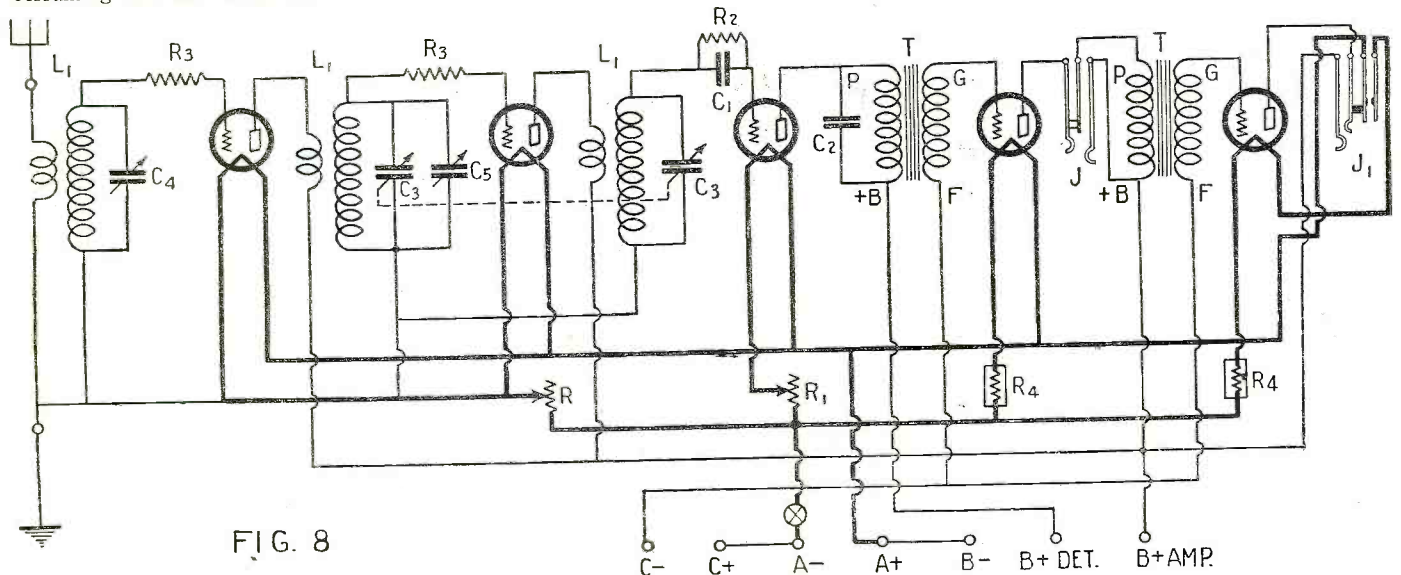 R2
R3
R3
L1
L1
L1
T
T
P
G
P
G
C1
C2
C4
C3
C5
C3
J
J1
+B
F
+B
F
R
R1
R4
R4
FIG. 8
C- C+ A- A+ B- B+ DET. B+ AMP.